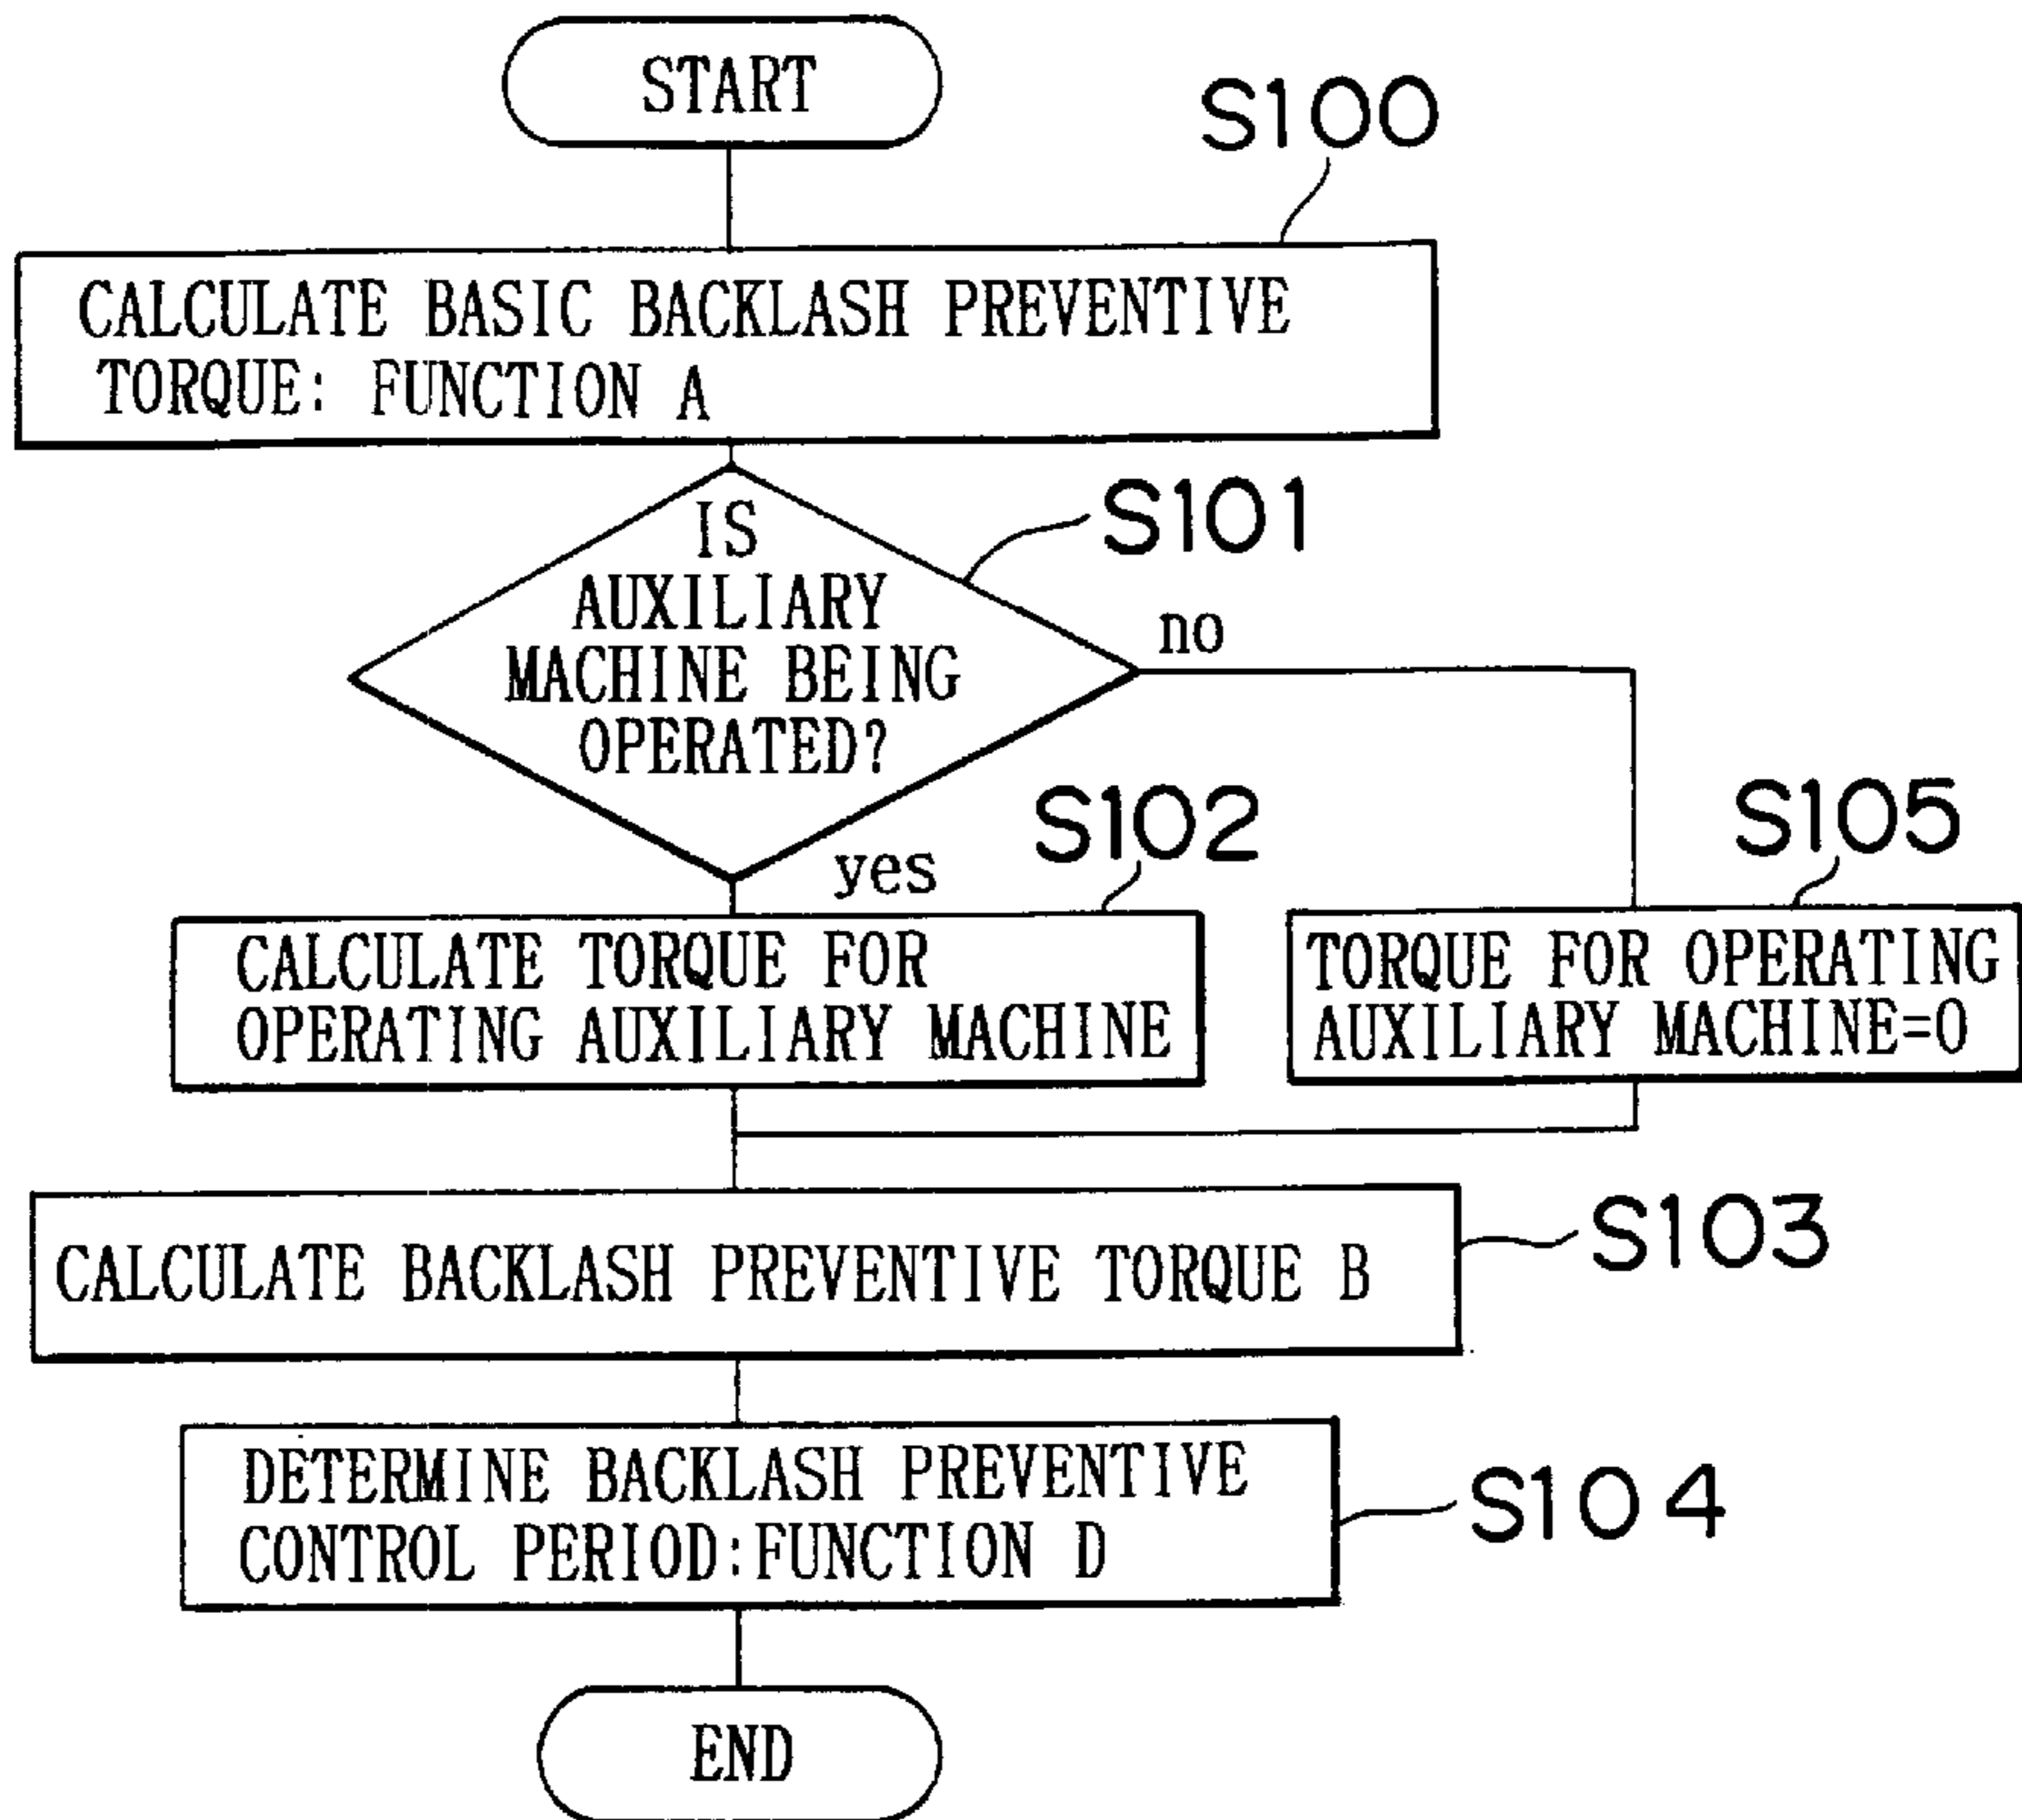 START
S100
CALCULATE BASIC BACKLASH PREVENTIVE
TORQUE: FUNCTION A
S101
IS
AUXILIARY
MACHINE BEING
OPERATED?
no
yes
S102
CALCULATE TORQUE FOR
OPERATING AUXILIARY MACHINE
S105
TORQUE FOR OPERATING
AUXILIARY MACHINE=0
CALCULATE BACKLASH PREVENTIVE TORQUE B
S103
DETERMINE BACKLASH PREVENTIVE
CONTROL PERIOD:FUNCTION D
S104
END